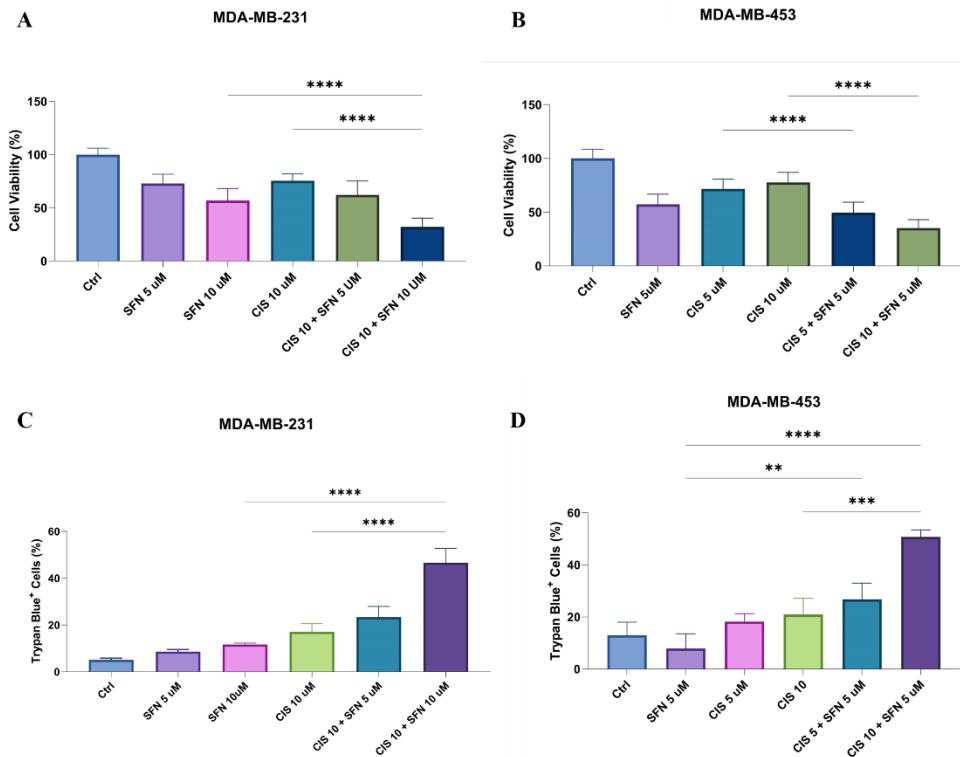 A
MDA-MB-231
****
****
150
100
50
0
Cell Viability (%)
Ctrl
SFN 5 uM
SFN 10 uM
CIS 10 uM
CIS 10 + SFN 5 UM
CIS 10 + SFN 10 UM
B
MDA-MB-453
****
****
150
100
50
0
Cell Viability (%)
Ctrl
SFN 5uM
CIS 5 uM
CIS 10 uM
CIS 5 + SFN 5 uM
CIS 10 + SFN 5 uM
C
MDA-MB-231
****
****
60
40
20
0
Trypan Blue⁺ Cells (%)
Ctrl
SFN 5 uM
SFN 10uM
CIS 10 uM
CIS 10 + SFN 5 uM
CIS 10 + SFN 10 uM
D
MDA-MB-453
****
**
***
60
40
20
0
Trypan Blue⁺ Cells (%)
Ctrl
SFN 5 uM
CIS 5 uM
CIS 10
CIS 5 + SFN 5 uM
CIS 10 + SFN 5 uM